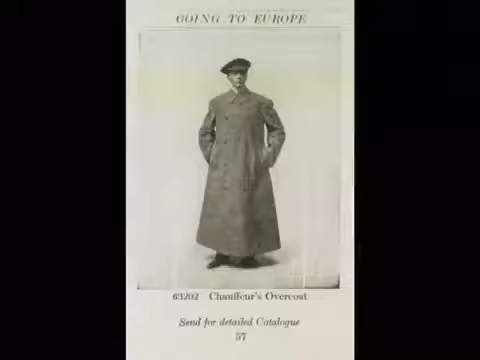 GOING TO EUROPE
63202 Chauffeur's Overcoat
Send for detailed Catalogue
57